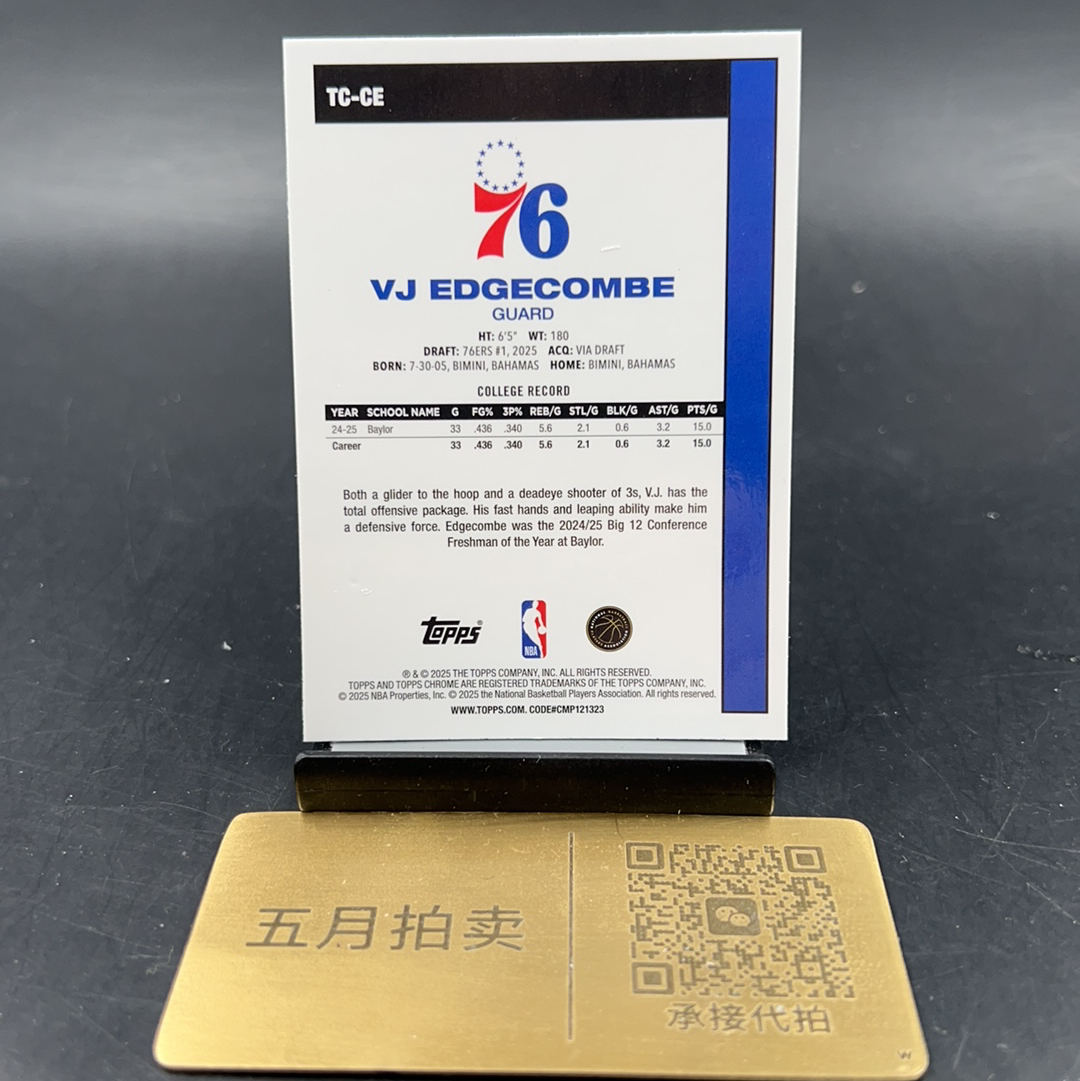 TC-CE
76
VJ EDGECOMBE
GUARD
HT: 6'5" WT: 180
DRAFT: 76ERS #1, 2025 ACQ: VIA DRAFT
BORN: 7-30-05, BIMINI, BAHAMAS HOME: BIMINI, BAHAMAS
COLLEGE RECORD
YEAR SCHOOL NAME G FG% 3P% REB/G STL/G BLK/G AST/G PTS/G
24-25 Baylor 33 .436 .340 5.6 2.1 0.6 3.2 15.0
Career 33 .436 .340 5.6 2.1 0.6 3.2 15.0
Both a glider to the hoop and a deadeye shooter of 3s, V.J. has the
total offensive package. His fast hands and leaping ability make him
a defensive force. Edgecombe was the 2024/25 Big 12 Conference
Freshman of the Year at Baylor.
Topps® NBA
® & © 2025 THE TOPPS COMPANY, INC. ALL RIGHTS RESERVED.
TOPPS AND TOPPS CHROME ARE REGISTERED TRADEMARKS OF THE TOPPS COMPANY, INC.
© 2025 NBA Properties, Inc. © 2025 the National Basketball Players Association. All rights reserved.
WWW.TOPPS.COM. CODE#CMP121323
五月拍卖
承接代拍
W